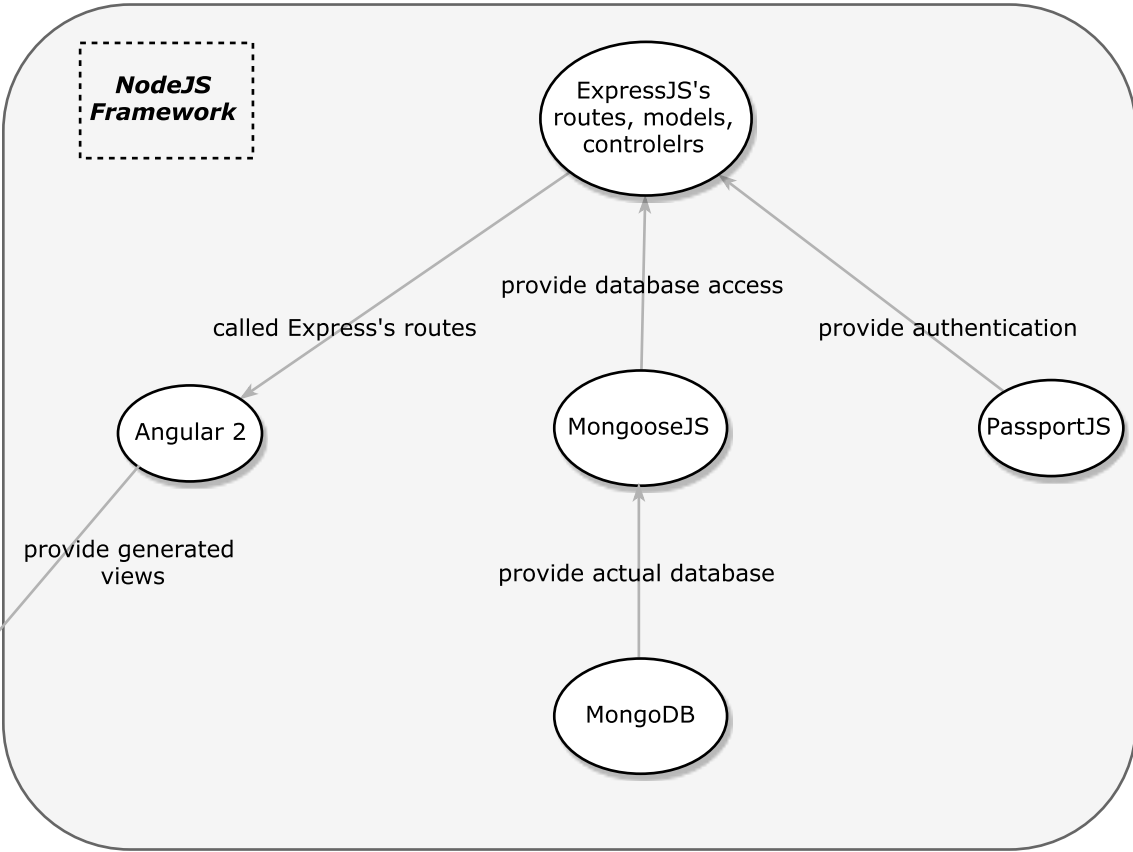 NodeJS
Framework
ExpressJS's
routes, models,
controlelrs
provide database access
called Express's routes
provide authentication
Angular 2
MongooseJS
PassportJS
provide generated
views
provide actual database
MongoDB